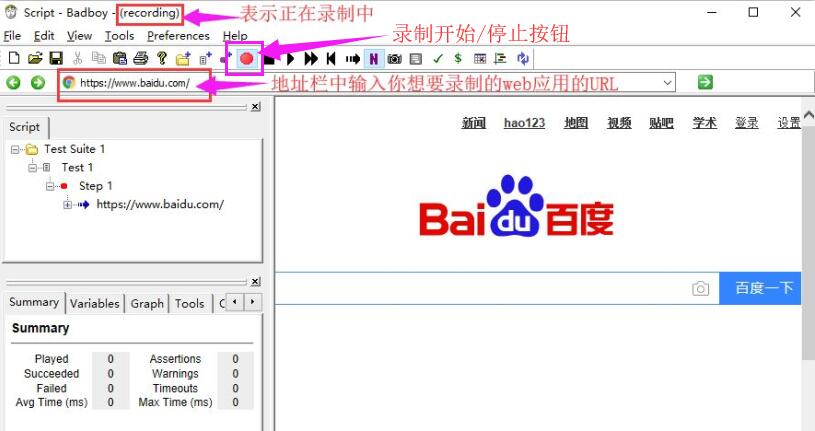 Script - Badboy - (recording)
表示正在录制中
File Edit View Tools Preferences Help
录制开始/停止按钮
N $
https://www.baidu.com/
地址栏中输入你想要录制的web应用的URL
Script
Test Suite 1
Test 1
Step 1
https://www.baidu.com/
新闻 hao123 地图 视频 贴吧 学术 登录 设置
Bai du 百度
百度一下
Summary Variables Graph Tools
Summary
Played 0 Assertions 0
Succeeded 0 Warnings 0
Failed 0 Timeouts 0
Avg Time (ms) 0 Max Time (ms) 0